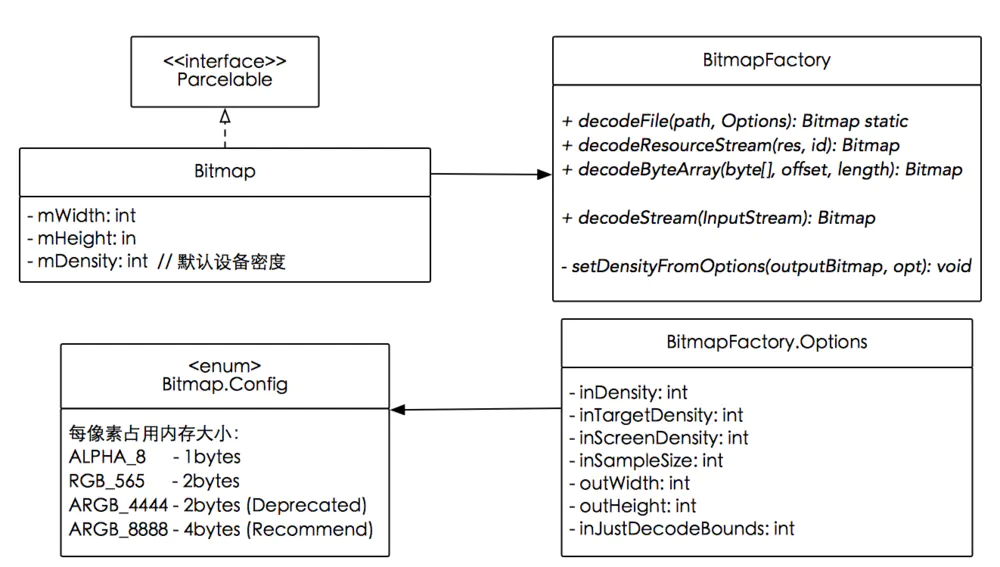 <<interface>>
Parcelable
Bitmap
- mWidth: int
- mHeight: in
- mDensity: int // 默认设备密度
BitmapFactory
+ decodeFile(path, Options): Bitmap static
+ decodeResourceStream(res, id): Bitmap
+ decodeByteArray(byte[], offset, length): Bitmap
+ decodeStream(InputStream): Bitmap
- setDensityFromOptions(outputBitmap, opt): void
<enum>
Bitmap.Config
每像素占用内存大小：
ALPHA_8 - 1bytes
RGB_565 - 2bytes
ARGB_4444 - 2bytes (Deprecated)
ARGB_8888 - 4bytes (Recommend)
BitmapFactory.Options
- inDensity: int
- inTargetDensity: int
- inScreenDensity: int
- inSampleSize: int
- outWidth: int
- outHeight: int
- inJustDecodeBounds: int